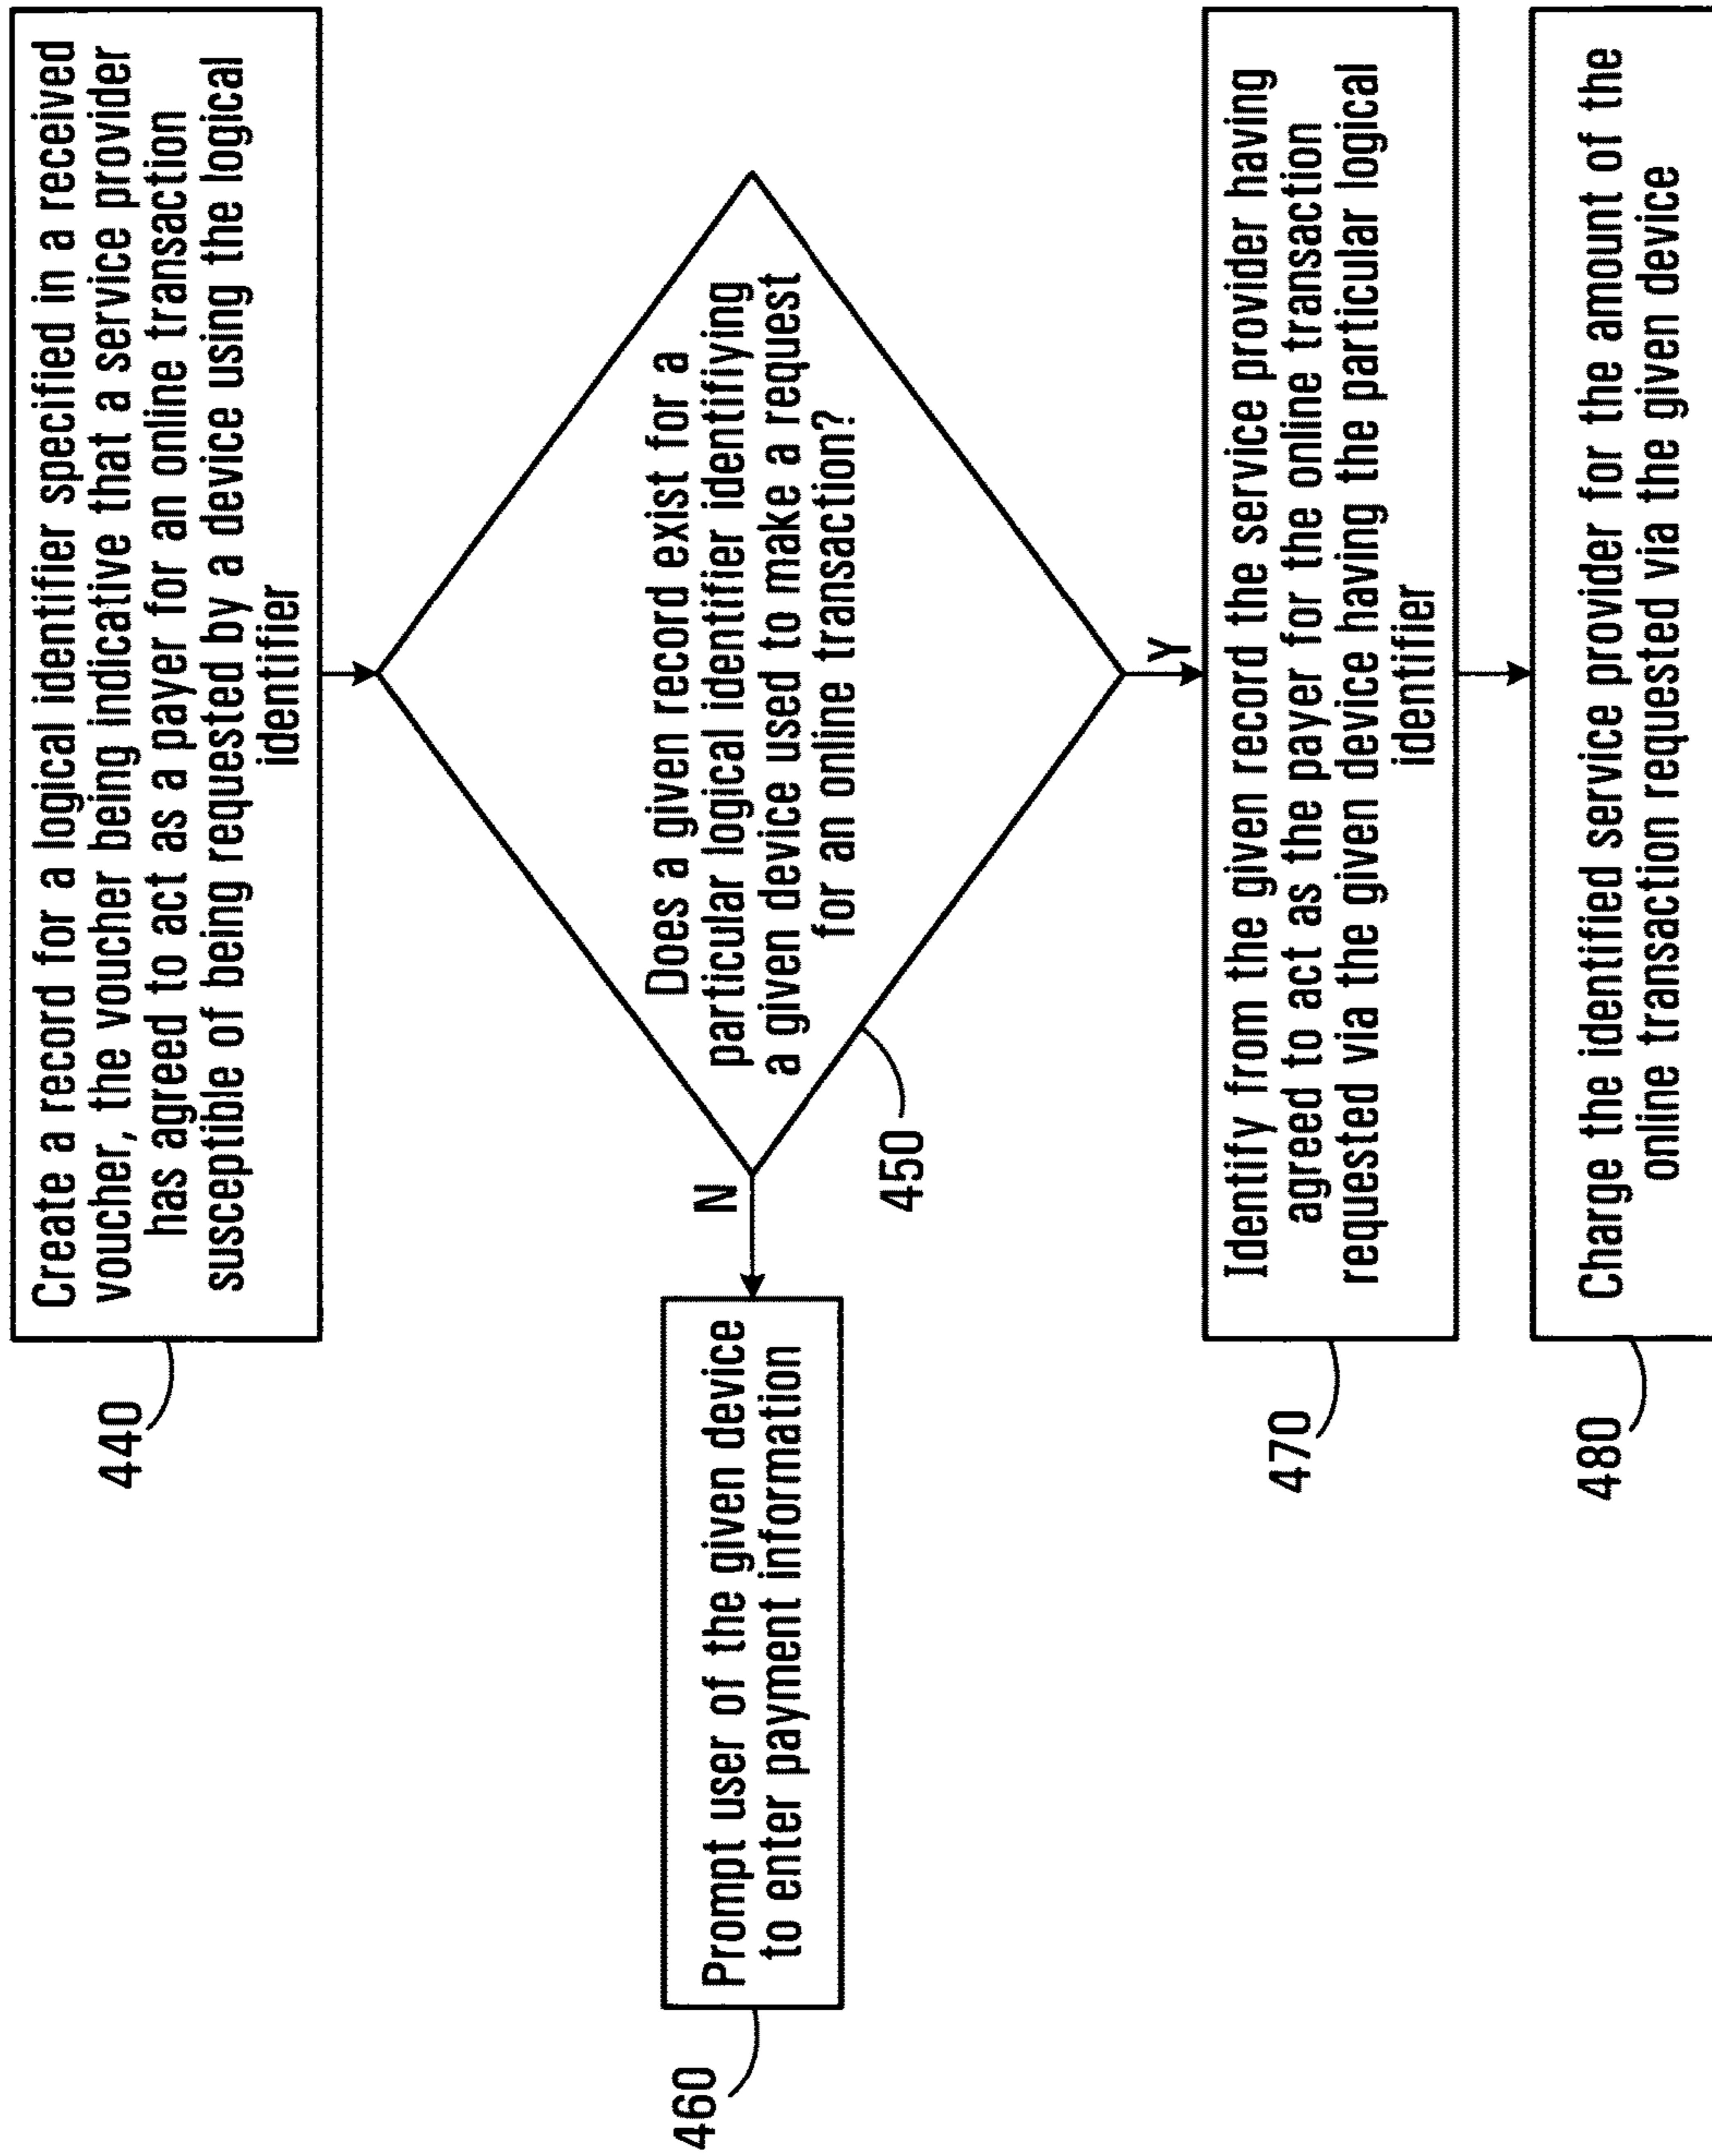 440
Create a record for a logical identifier specified in a received
voucher, the voucher being indicative that a service provider
has agreed to act as a payer for an online transaction
susceptible of being requested by a device using the logical
identifier
Does a given record exist for a
particular logical identifier identifiying
a given device used to make a request
for an online transaction?
450
N
460
Prompt user of the given device
to enter payment information
Y
470
Identify from the given record the service provider having
agreed to act as the payer for the online transaction
requested via the given device having the particular logical
identifier
480
Charge the identified service provider for the amount of the
online transaction requested via the given device